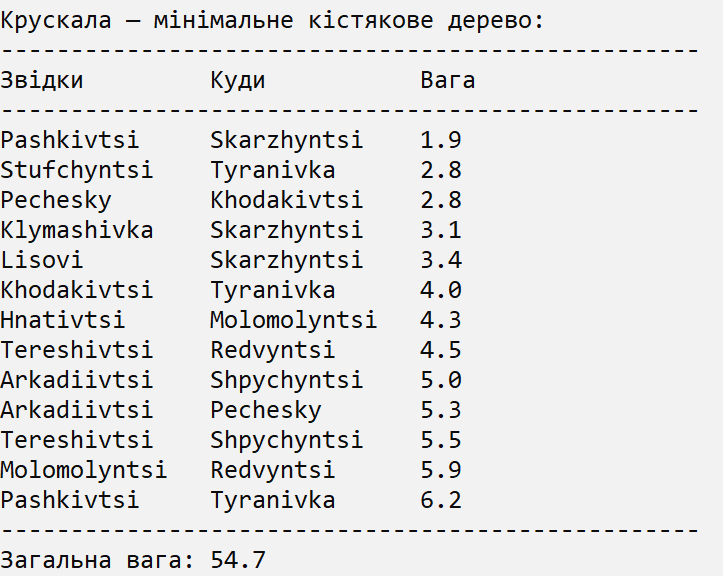 Крускала — мінімальне кістякове дерево:
--------------------------------------------------
Звідки Куди Вага
--------------------------------------------------
Pashkivtsi Skarzhyntsi 1.9
Stufchyntsi Tyranivka 2.8
Pechesky Khodakivtsi 2.8
Klymashivka Skarzhyntsi 3.1
Lisovi Skarzhyntsi 3.4
Khodakivtsi Tyranivka 4.0
Hnativtsi Molomolyntsi 4.3
Tereshivtsi Redvyntsi 4.5
Arkadiivtsi Shpychyntsi 5.0
Arkadiivtsi Pechesky 5.3
Tereshivtsi Shpychyntsi 5.5
Molomolyntsi Redvyntsi 5.9
Pashkivtsi Tyranivka 6.2
--------------------------------------------------
Загальна вага: 54.7